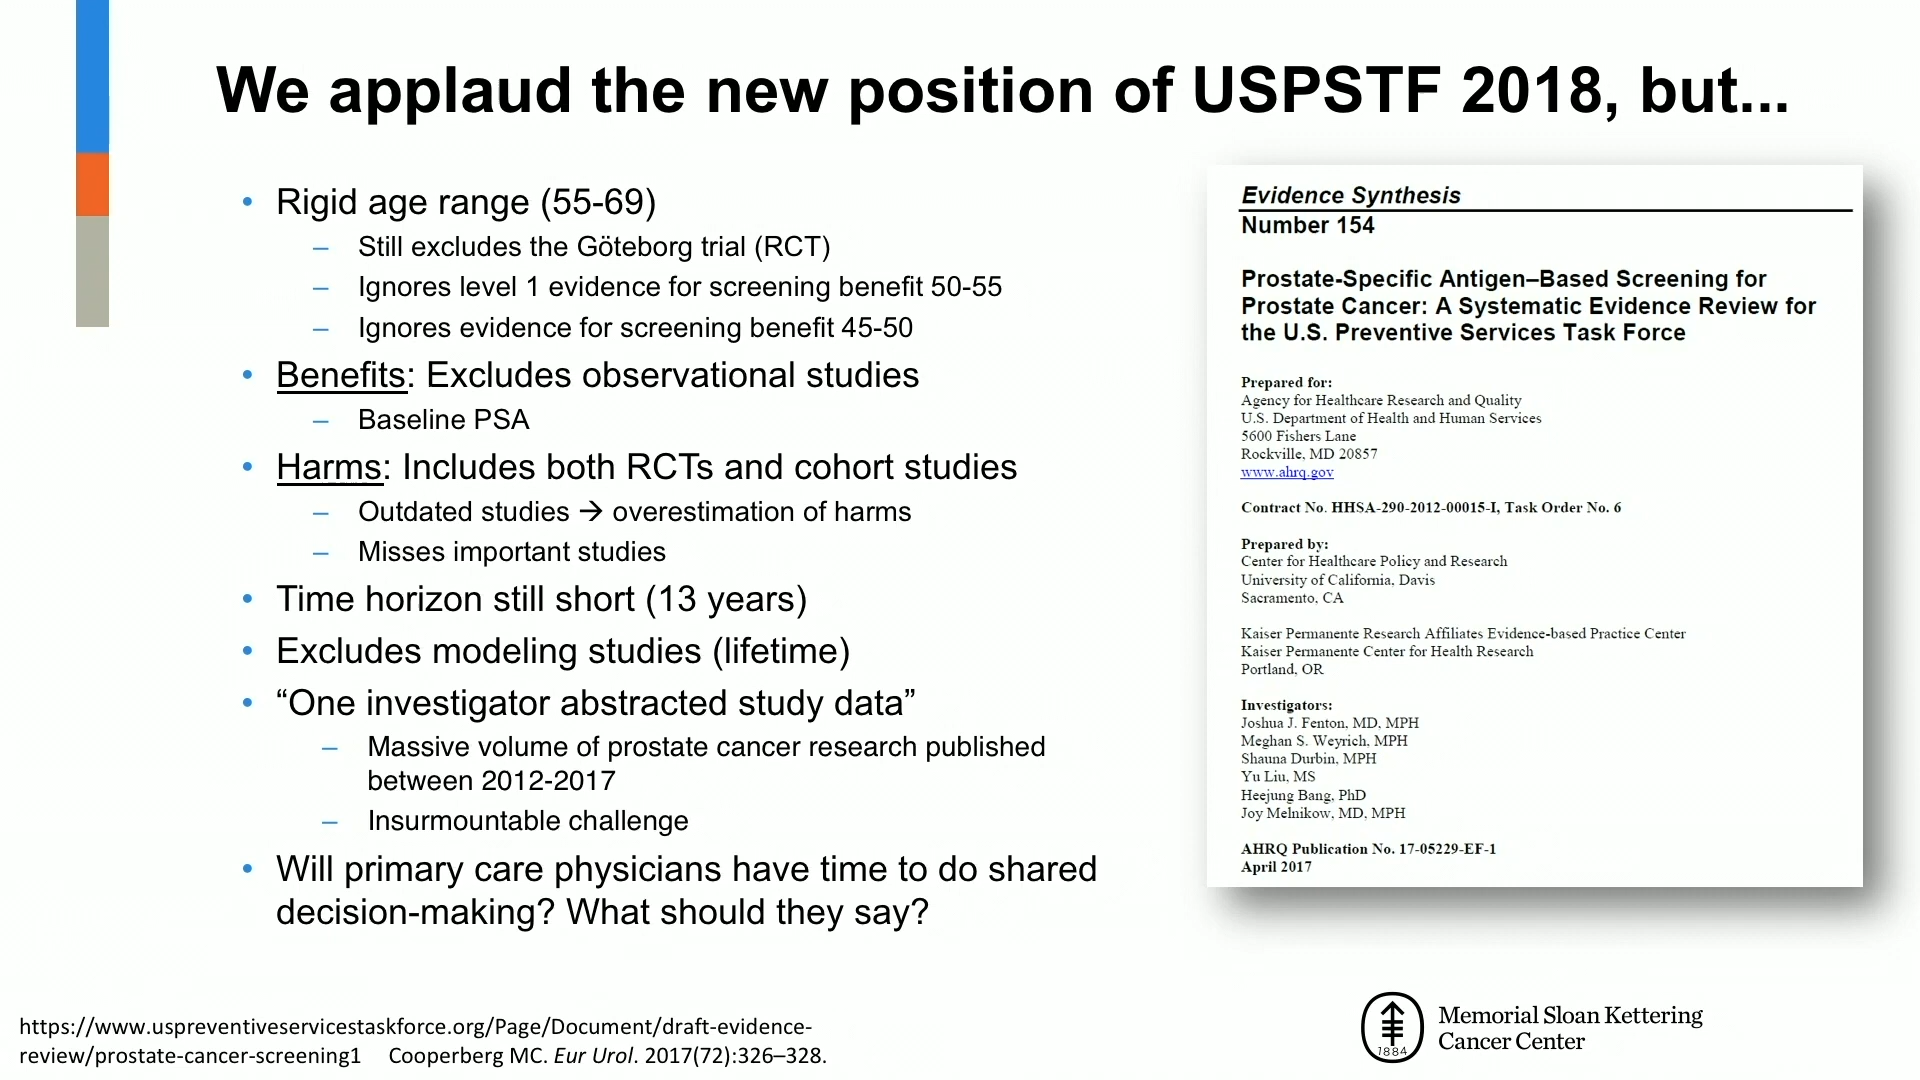 We applaud the new position of USPSTF 2018, but...
• Rigid age range (55-69)
– Still excludes the Göteborg trial (RCT)
– Ignores level 1 evidence for screening benefit 50-55
– Ignores evidence for screening benefit 45-50
• Benefits: Excludes observational studies
– Baseline PSA
• Harms: Includes both RCTs and cohort studies
– Outdated studies → overestimation of harms
– Misses important studies
• Time horizon still short (13 years)
• Excludes modeling studies (lifetime)
• “One investigator abstracted study data”
– Massive volume of prostate cancer research published
between 2012-2017
– Insurmountable challenge
• Will primary care physicians have time to do shared
decision-making? What should they say?
Evidence Synthesis
Number 154
Prostate-Specific Antigen–Based Screening for
Prostate Cancer: A Systematic Evidence Review for
the U.S. Preventive Services Task Force
Prepared for:
Agency for Healthcare Research and Quality
U.S. Department of Health and Human Services
5600 Fishers Lane
Rockville, MD 20857
www.ahrq.gov
Contract No. HHSA-290-2012-00015-I, Task Order No. 6
Prepared by:
Center for Healthcare Policy and Research
University of California, Davis
Sacramento, CA
Kaiser Permanente Research Affiliates Evidence-based Practice Center
Kaiser Permanente Center for Health Research
Portland, OR
Investigators:
Joshua J. Fenton, MD, MPH
Meghan S. Weyrich, MPH
Shauna Durbin, MPH
Yu Liu, MS
Heejung Bang, PhD
Joy Melnikow, MD, MPH
AHRQ Publication No. 17-05229-EF-1
April 2017
https://www.uspreventiveservicestaskforce.org/Page/Document/draft-evidence-
review/prostate-cancer-screening1 Cooperberg MC. Eur Urol. 2017(72):326–328.
1884
Memorial Sloan Kettering
Cancer Center